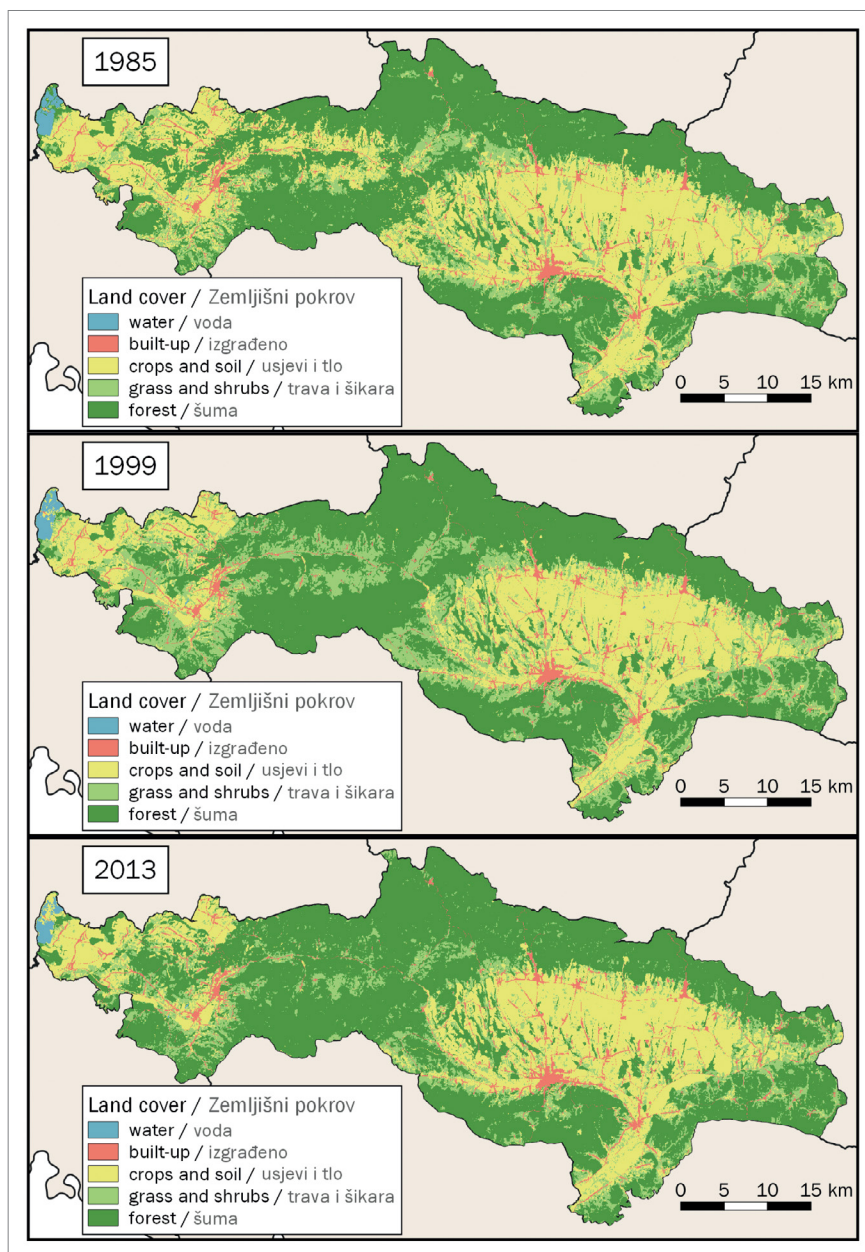 1985
Land cover / Zemljišni pokrov
water / voda
built-up / izgrađeno
crops and soil / usjevi i tlo
grass and shrubs / trava i šikara
forest / šuma
0 5 10 15 km
1999
Land cover / Zemljišni pokrov
water / voda
built-up / izgrađeno
crops and soil / usjevi i tlo
grass and shrubs / trava i šikara
forest / šuma
0 5 10 15 km
2013
Land cover / Zemljišni pokrov
water / voda
built-up / izgrađeno
crops and soil / usjevi i tlo
grass and shrubs / trava i šikara
forest / šuma
0 5 10 15 km